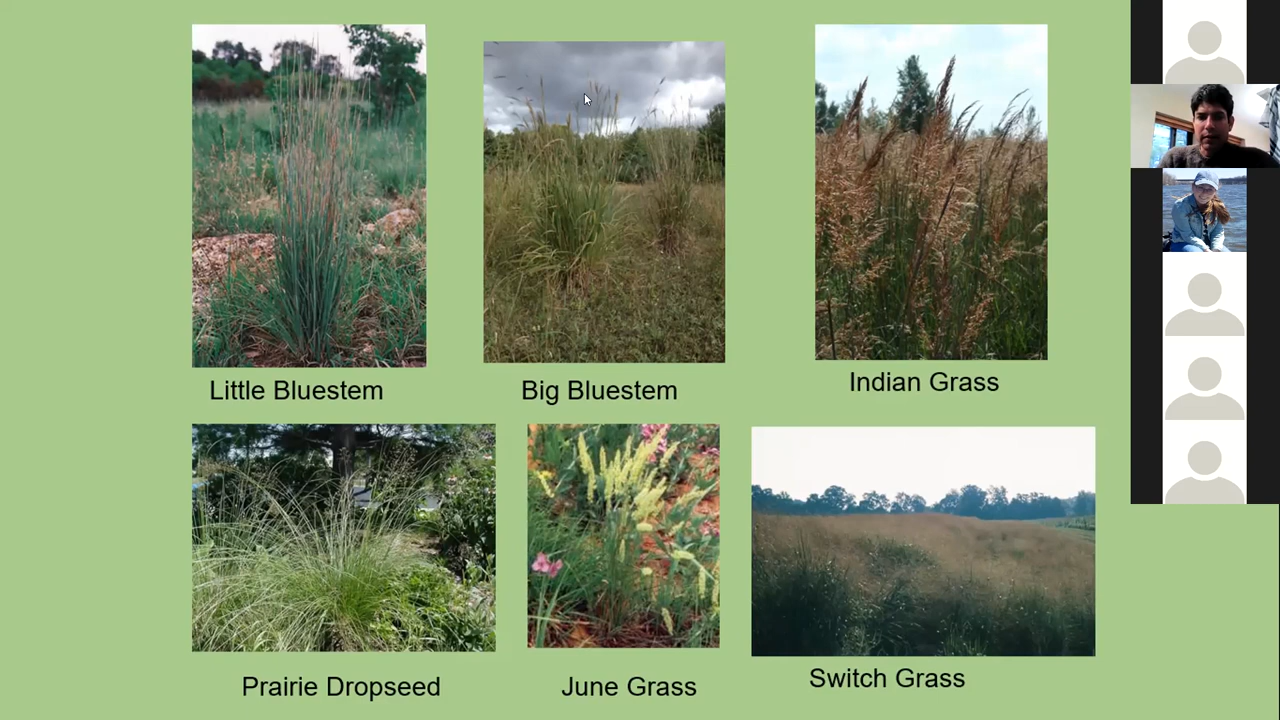 Little Bluestem
Big Bluestem
Indian Grass
Prairie Dropseed
June Grass
Switch Grass